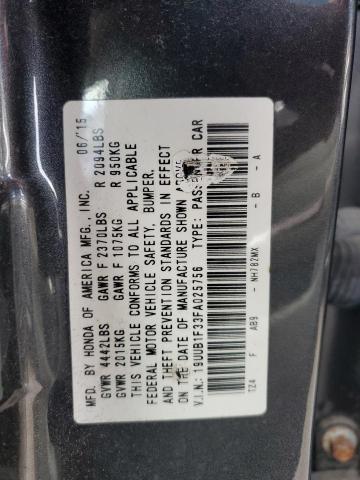 MFD. BY HONDA OF AMERICA MFG., INC. 06/15
GVWR 4442LBS GAWR F 2370LBS R 2094LBS
GVWR 2015KG GAWR F 1075KG R 950KG
THIS VEHICLE CONFORMS TO ALL APPLICABLE
FEDERAL MOTOR VEHICLE SAFETY, BUMPER,
AND THEFT PREVENTION STANDARDS IN EFFECT
ON THE DATE OF MANUFACTURE SHOWN ABOVE.
V.I.N.: 19UUB1F33FA025756 TYPE: PASSENGER CAR
TZ4 F AB9 - NH782MX - B - A